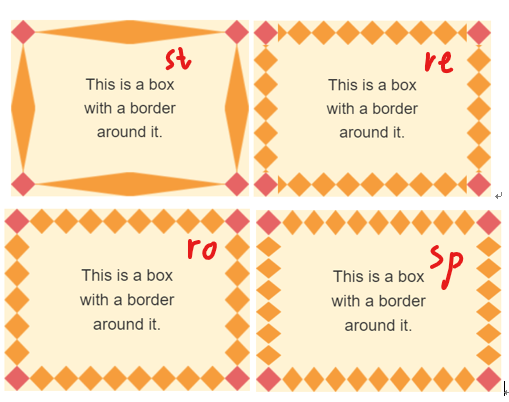 st
This is a box
with a border
around it.
re
This is a box
with a border
around it.
ro
This is a box
with a border
around it.
sp
This is a box
with a border
around it.